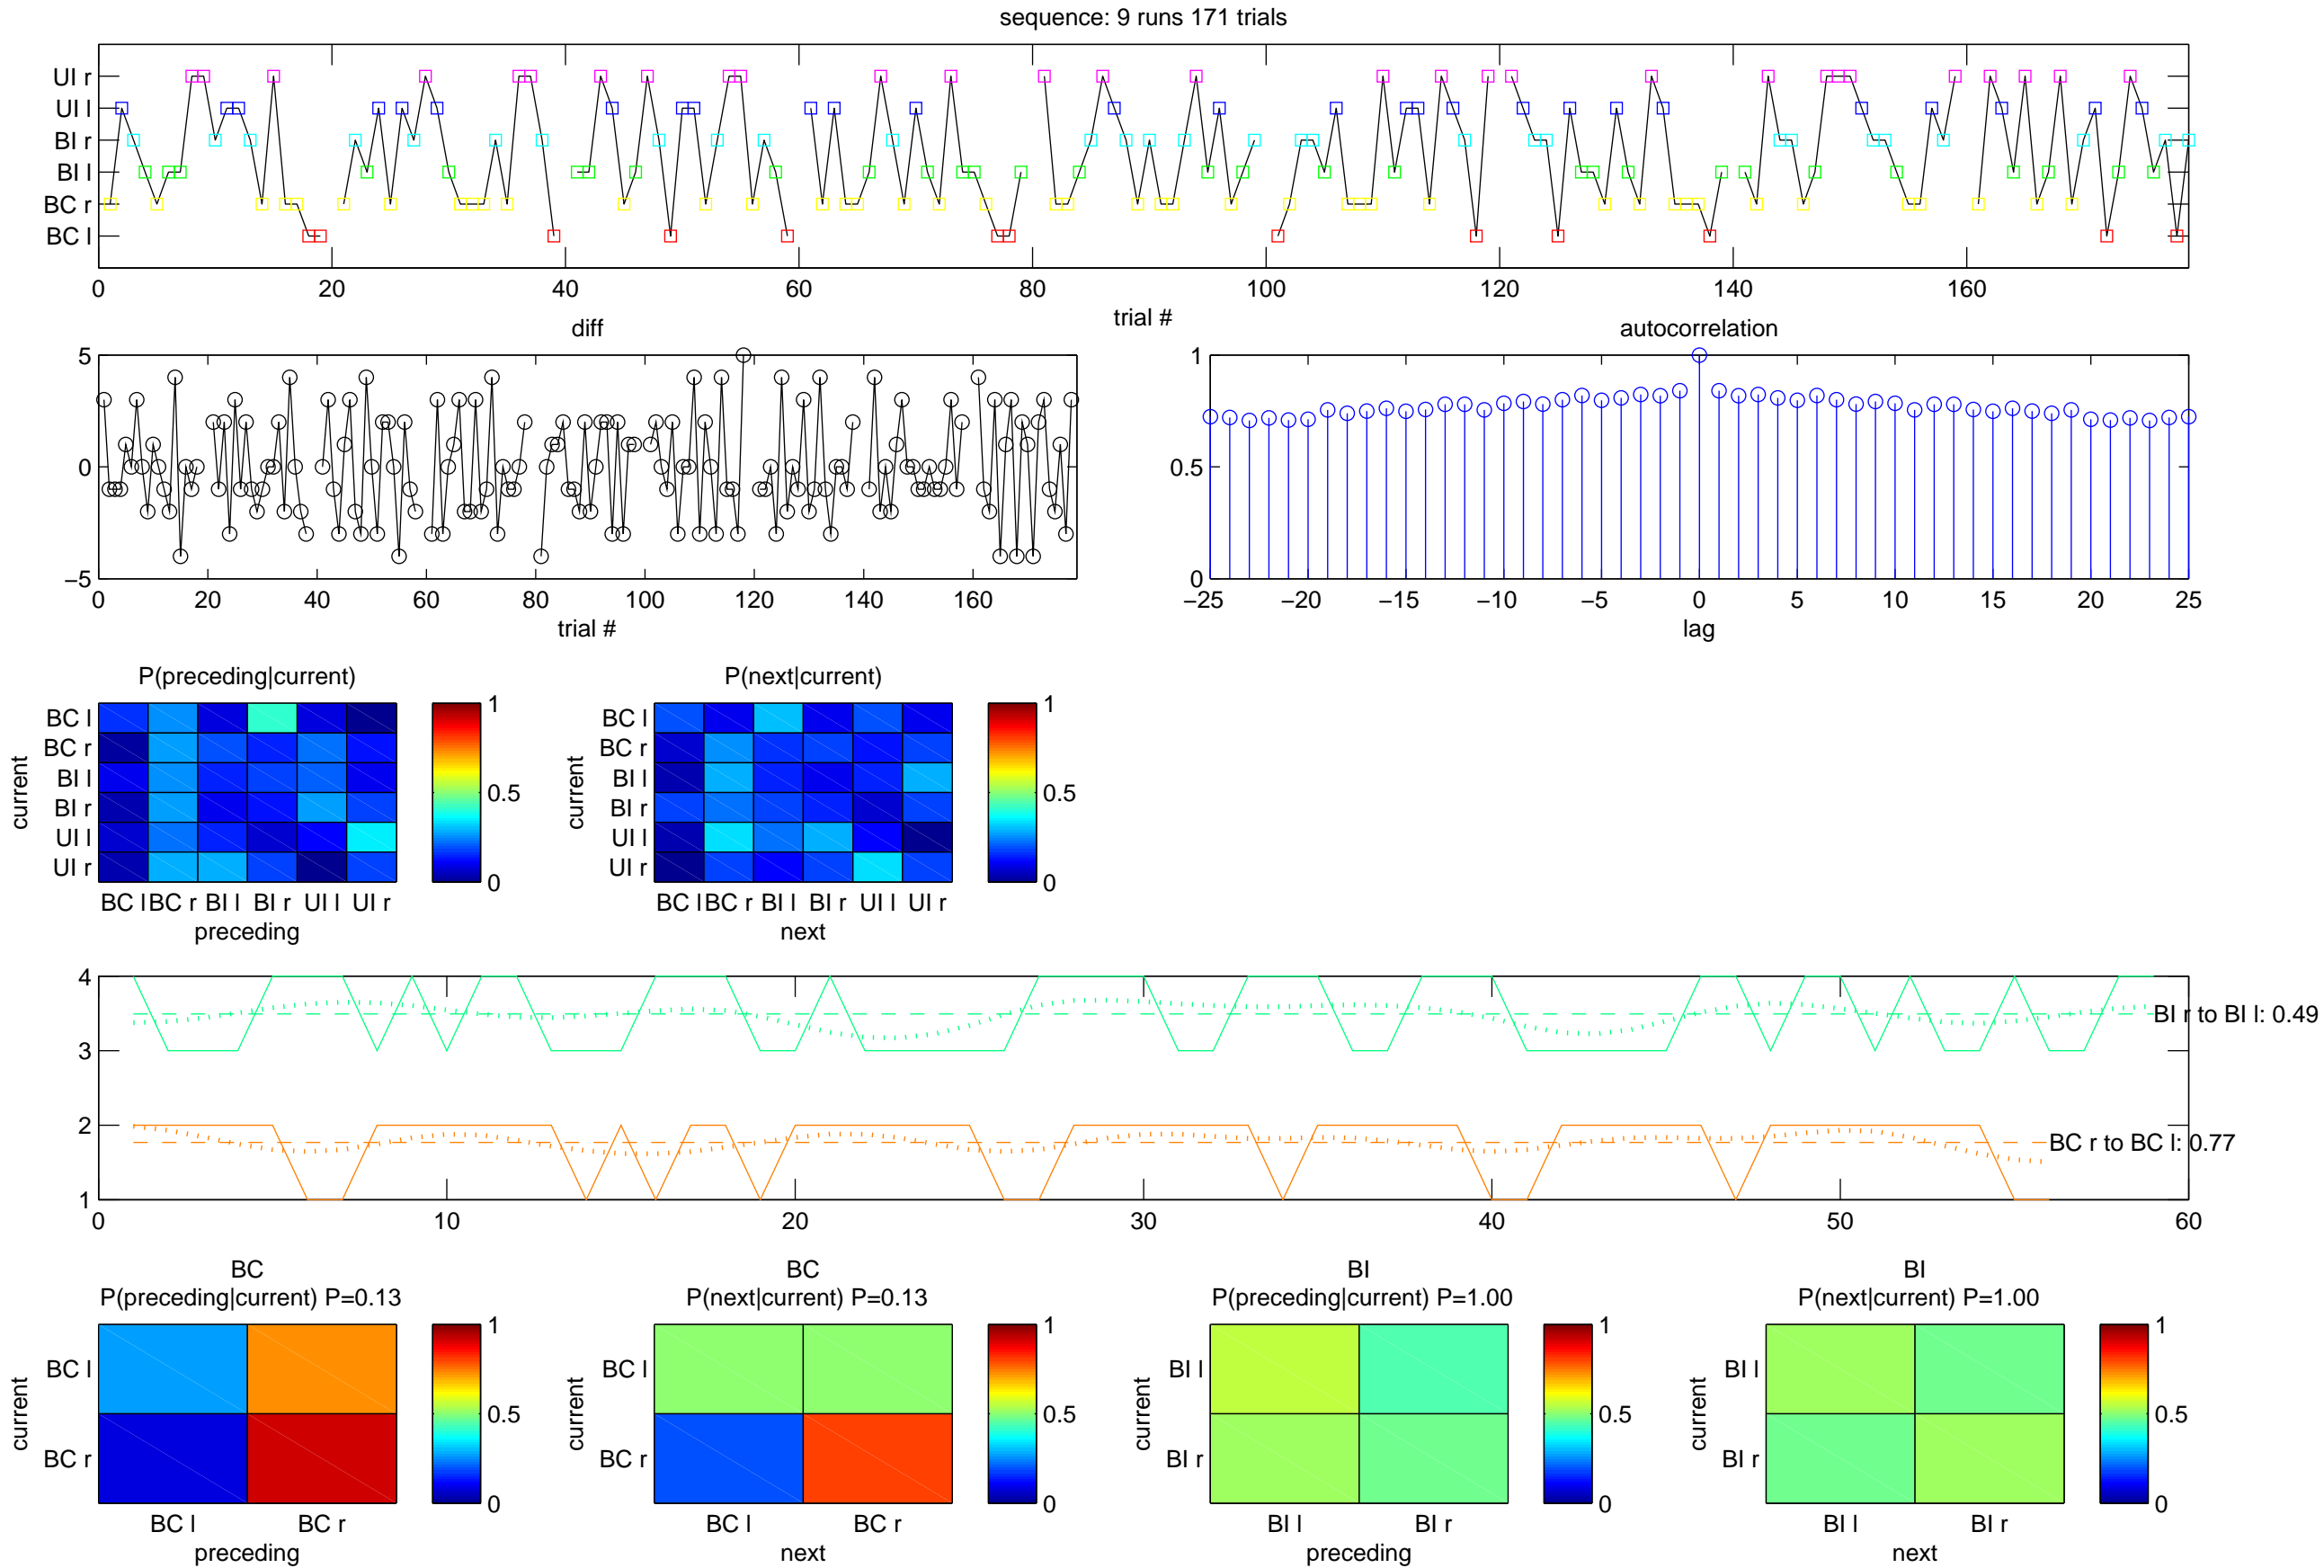 sequence: 9 runs 171 trials
UI r
UI l
BI r
BI l
BC r
BC l
0 20 40 60 80 100 120 140 160
trial #
diff
5
0
−5
0 20 40 60 80 100 120 140 160
trial #
autocorrelation
1
0.5
0
−25 −20 −15 −10 −5 0 5 10 15 20 25
lag
P(preceding|current)
current
BC l
BC r
BI l
BI r
UI l
UI r
BC l BC r BI l BI r UI l UI r
preceding
1
0.5
0
P(next|current)
current
BC l
BC r
BI l
BI r
UI l
UI r
BC l BC r BI l BI r UI l UI r
next
1
0.5
0
4
3
2
1
0 10 20 30 40 50 60
BI r to BI l: 0.49
BC r to BC l: 0.77
BC
P(preceding|current) P=0.13
current
BC l
BC r
BC l BC r
preceding
1
0.5
0
BC
P(next|current) P=0.13
current
BC l
BC r
BC l BC r
next
1
0.5
0
BI
P(preceding|current) P=1.00
current
BI l
BI r
BI l BI r
preceding
1
0.5
0
BI
P(next|current) P=1.00
current
BI l
BI r
BI l BI r
next
1
0.5
0